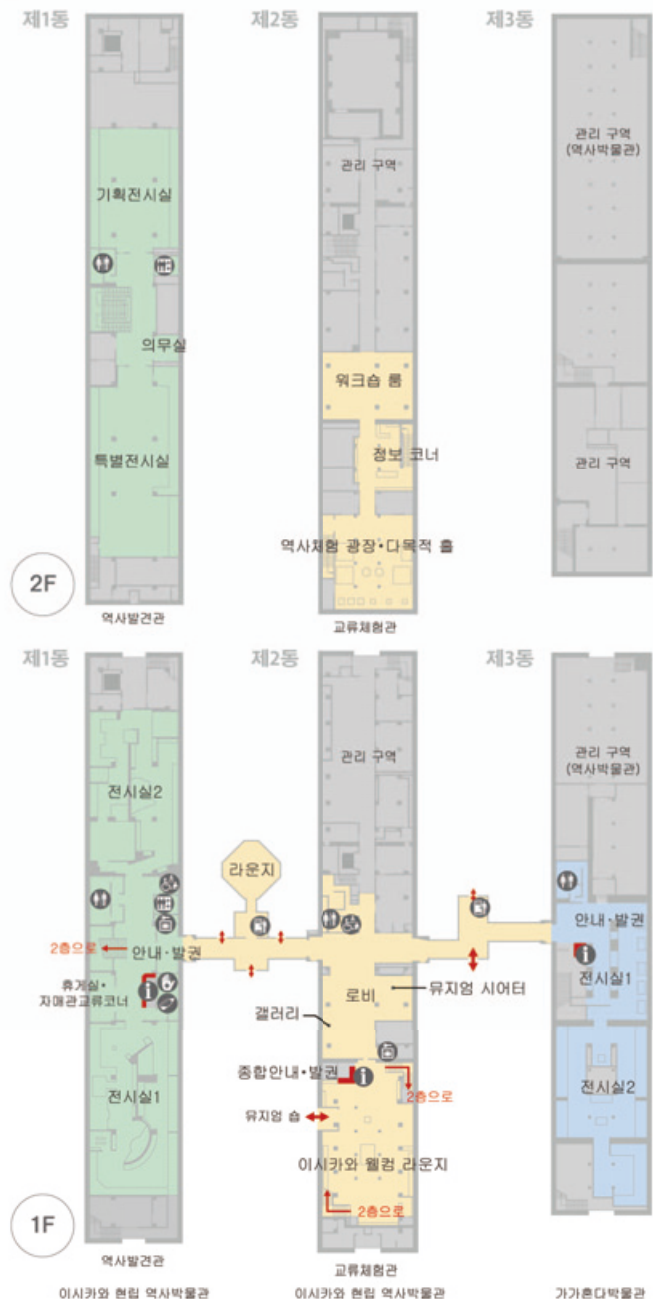 제1동
제2동
제3동
기획전시실
의무실
특별전시실
관리 구역
워크숍 룸
정보 코너
역사체험 광장·다목적 홀
관리 구역
(역사박물관)
관리 구역
2F
역사발견관
교류체험관
제1동
제2동
제3동
전시실2
2층으로
안내·발권
휴게실·
자매관교류코너
전시실1
라운지
관리 구역
로비
뮤지엄 시어터
갤러리
종합안내·발권
2층으로
뮤지엄 숍
이시카와 웰컴 라운지
2층으로
관리 구역
(역사박물관)
안내·발권
전시실1
전시실2
1F
역사발견관
교류체험관
이시카와 현립 역사박물관
이시카와 현립 역사박물관
가가혼다박물관